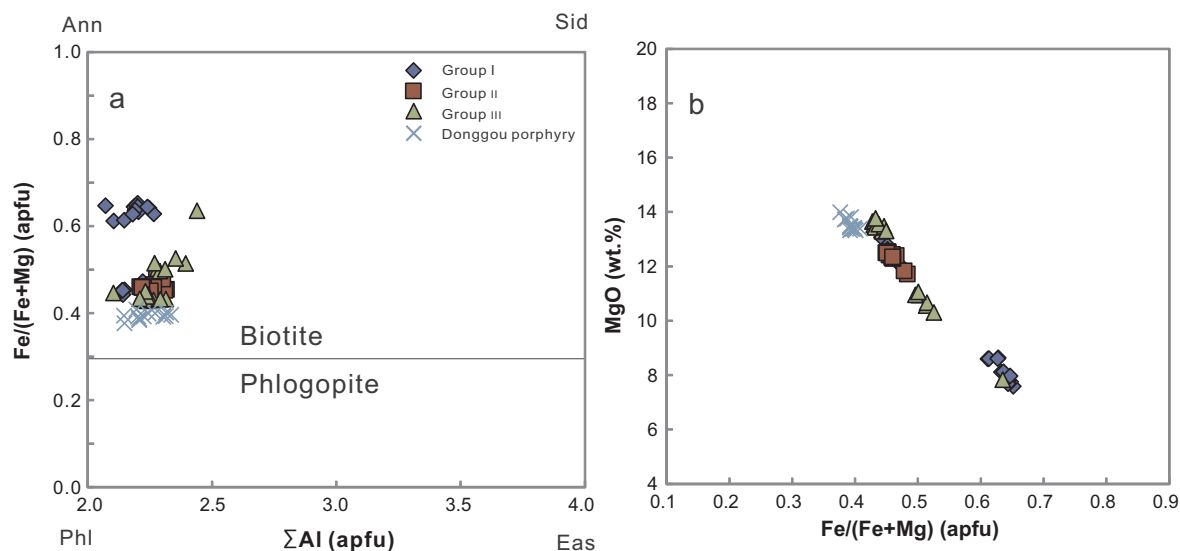 Ann
Sid
1.0
0.8
0.6
0.4
0.2
0.0
Fe/(Fe+Mg) (apfu)
a
Group I
Group II
Group III
Donggou porphyry
Biotite
Phlogopite
2.0 2.5 3.0 3.5 4.0
Phl
∑Al (apfu)
Eas
20
18
16
14
12
10
8
6
4
MgO (wt.%)
b
0.1 0.2 0.3 0.4 0.5 0.6 0.7 0.8 0.9
Fe/(Fe+Mg) (apfu)